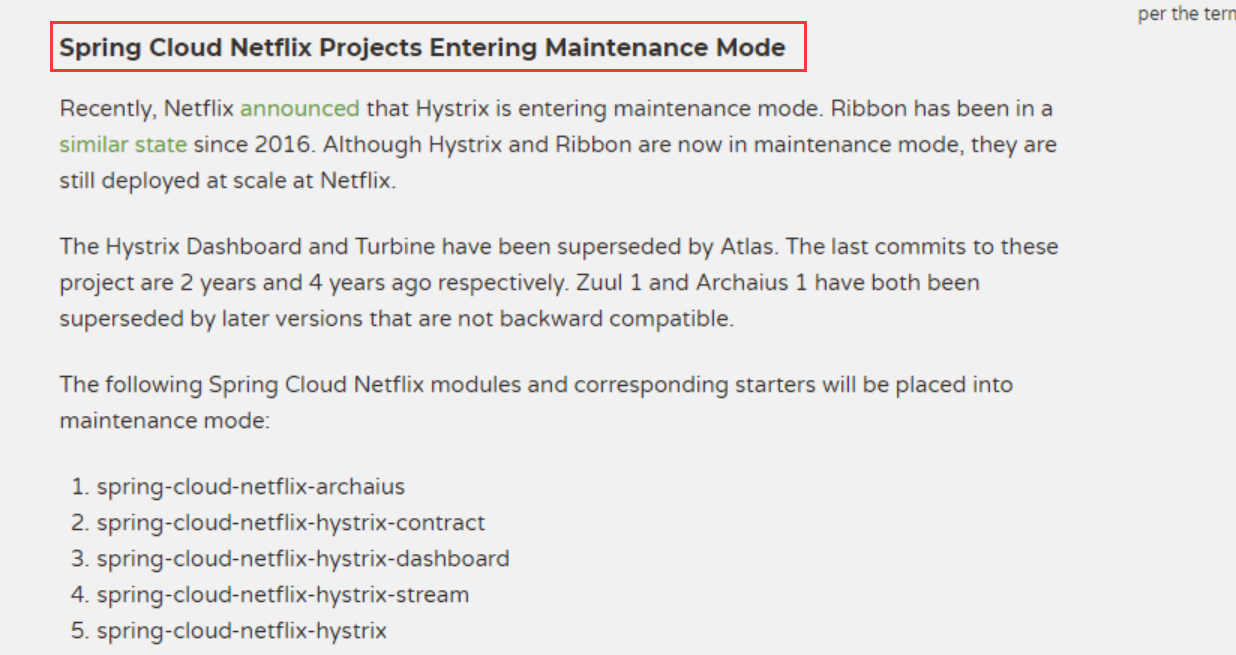 per the term
Spring Cloud Netflix Projects Entering Maintenance Mode
Recently, Netflix announced that Hystrix is entering maintenance mode. Ribbon has been in a
similar state since 2016. Although Hystrix and Ribbon are now in maintenance mode, they are
still deployed at scale at Netflix.
The Hystrix Dashboard and Turbine have been superseded by Atlas. The last commits to these
project are 2 years and 4 years ago respectively. Zuul 1 and Archaius 1 have both been
superseded by later versions that are not backward compatible.
The following Spring Cloud Netflix modules and corresponding starters will be placed into
maintenance mode:
1. spring-cloud-netflix-archaius
2. spring-cloud-netflix-hystrix-contract
3. spring-cloud-netflix-hystrix-dashboard
4. spring-cloud-netflix-hystrix-stream
5. spring-cloud-netflix-hystrix